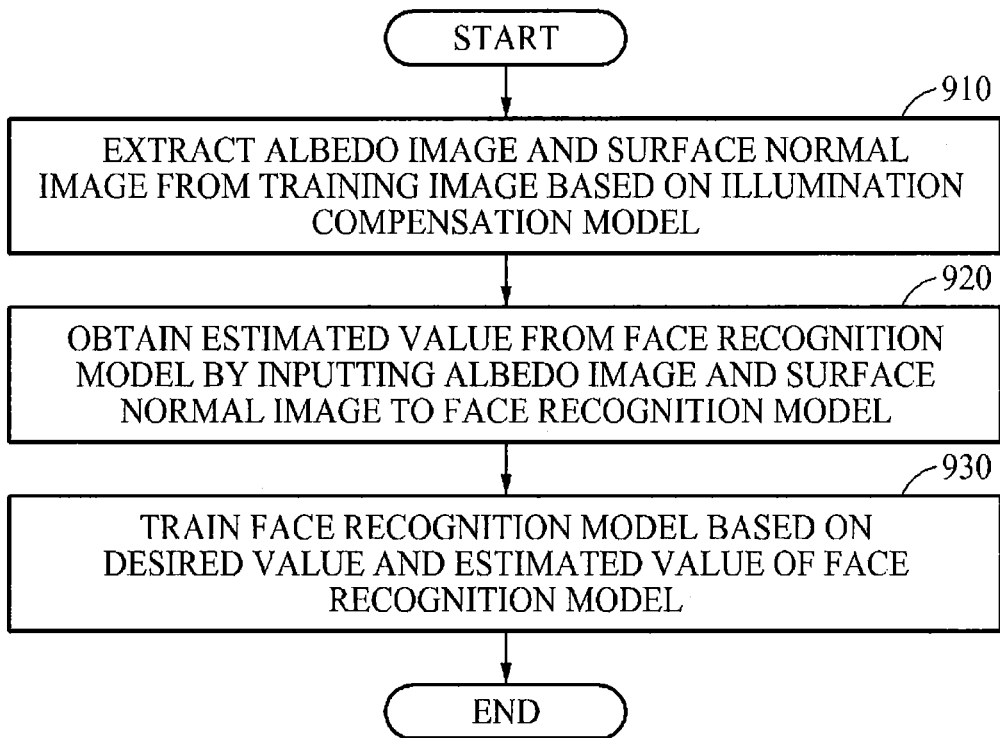 START
910
EXTRACT ALBEDO IMAGE AND SURFACE NORMAL
IMAGE FROM TRAINING IMAGE BASED ON ILLUMINATION
COMPENSATION MODEL
920
OBTAIN ESTIMATED VALUE FROM FACE RECOGNITION
MODEL BY INPUTTING ALBEDO IMAGE AND SURFACE
NORMAL IMAGE TO FACE RECOGNITION MODEL
930
TRAIN FACE RECOGNITION MODEL BASED ON
DESIRED VALUE AND ESTIMATED VALUE OF FACE
RECOGNITION MODEL
END